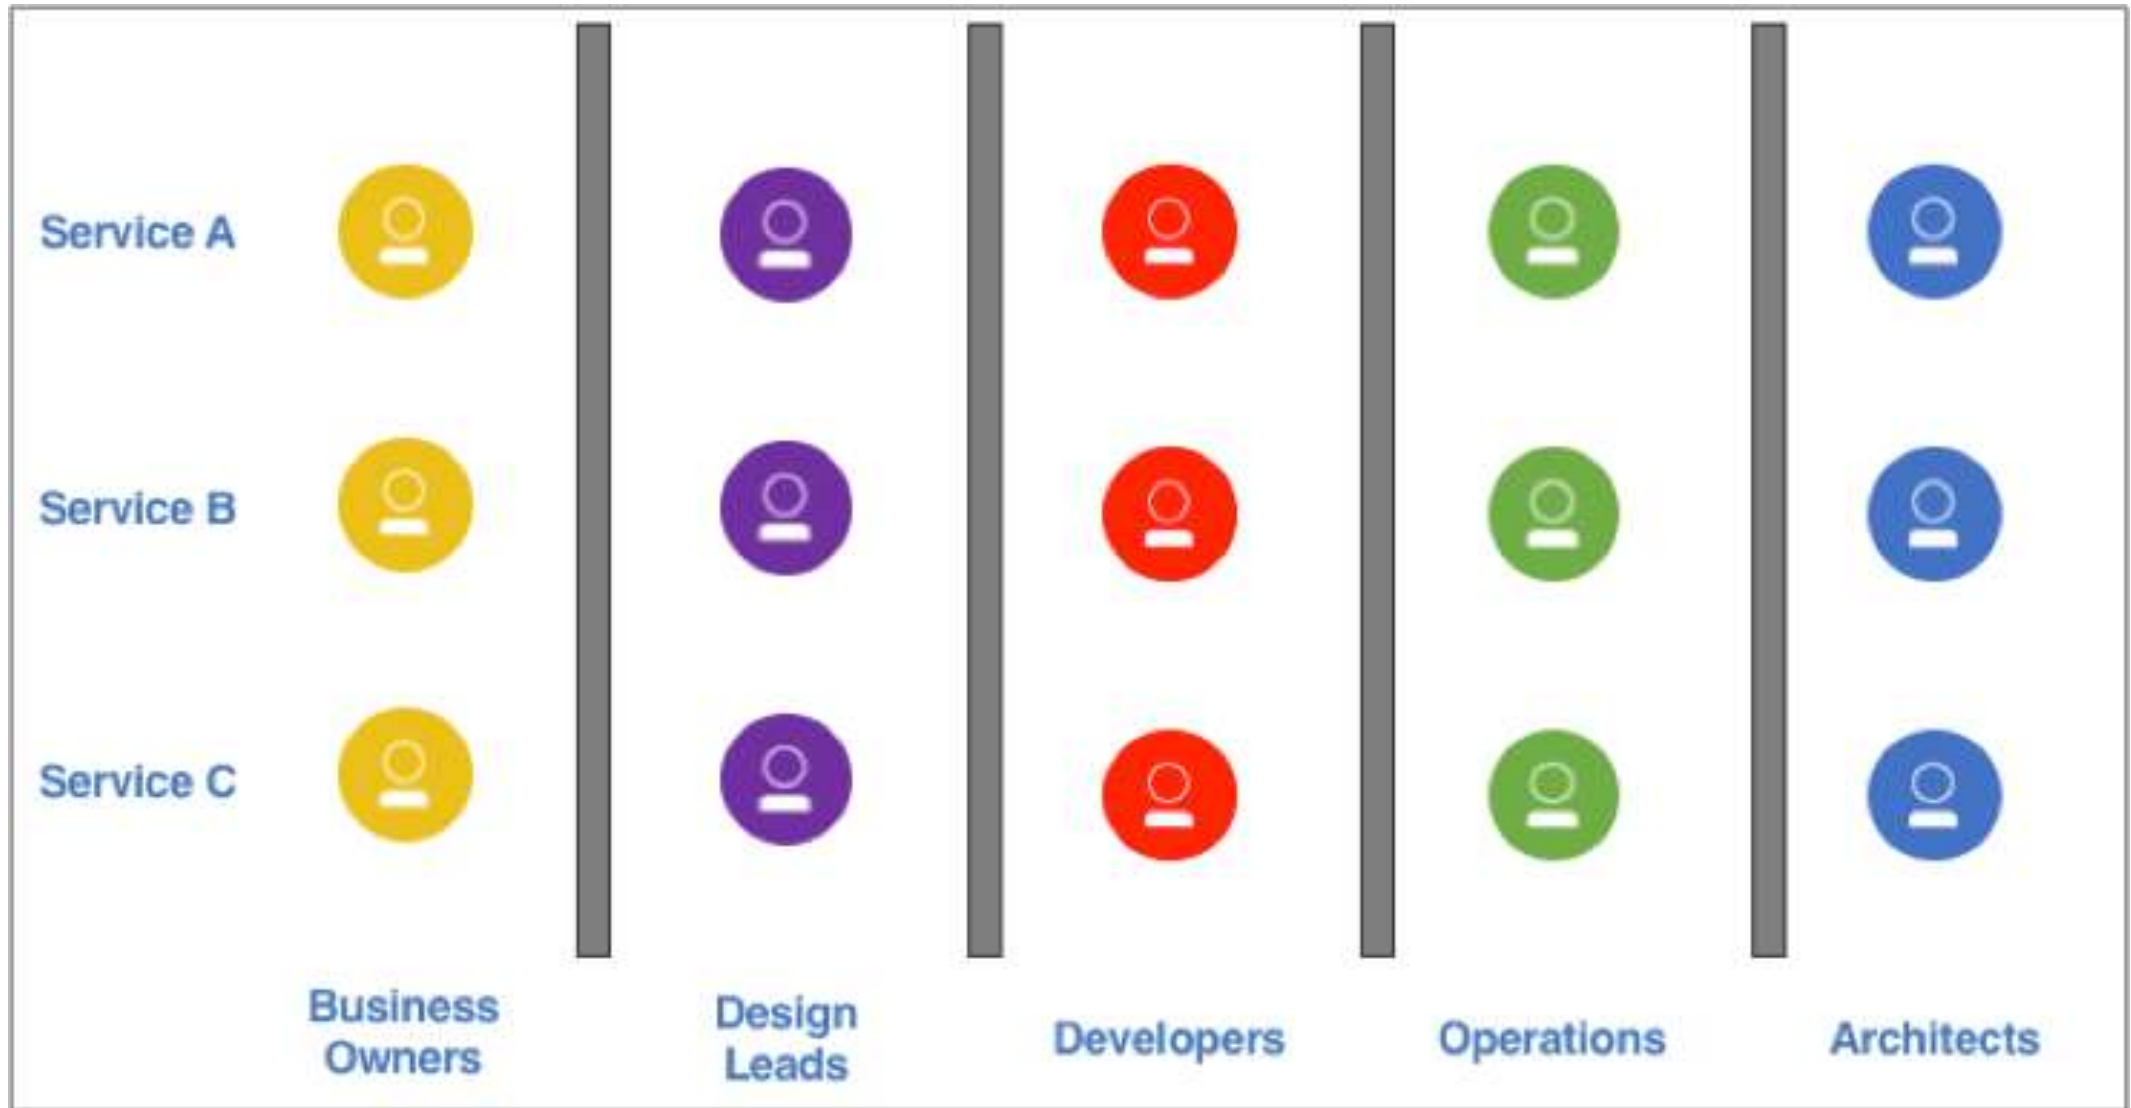 Service A
Service B
Service C
Business
Owners
Design
Leads
Developers
Operations
Architects